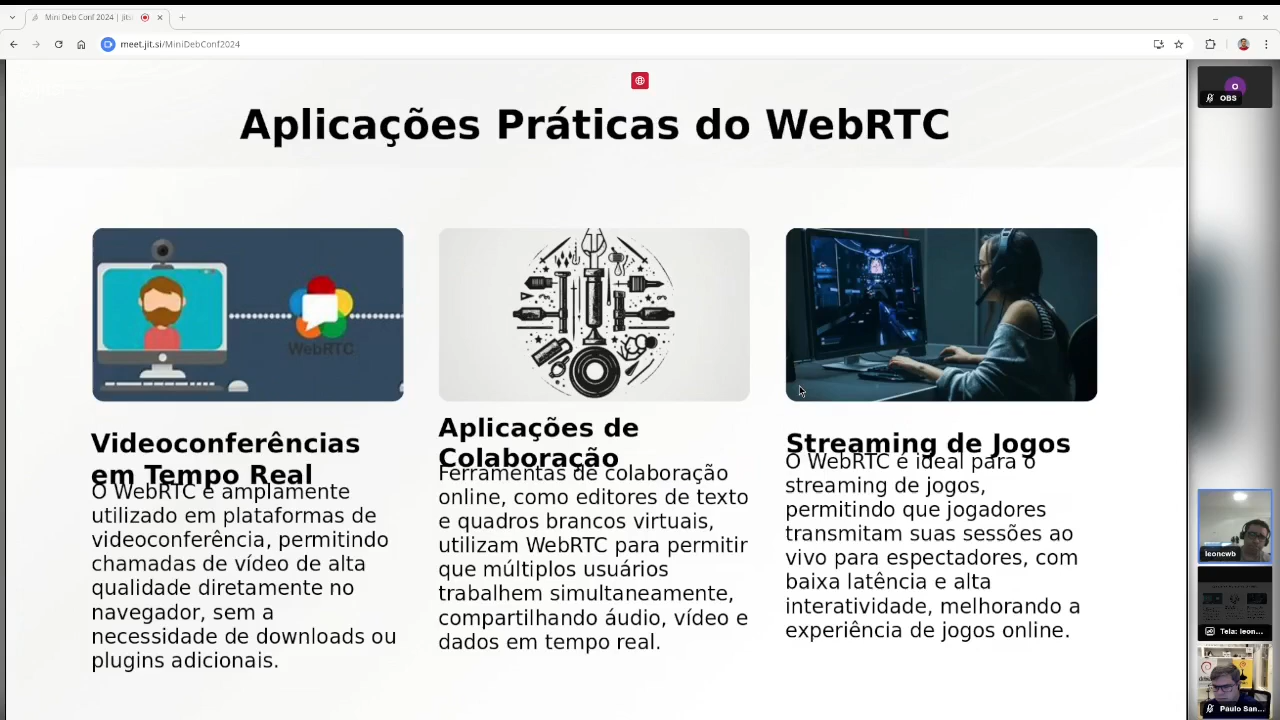 Mini Deb Conf 2024 | Jitsi
meet.jit.si/MiniDebConf2024
Aplicações Práticas do WebRTC
WebRTC
Videoconferências
em Tempo Real
O WebRTC é amplamente
utilizado em plataformas de
videoconferência, permitindo
chamadas de vídeo de alta
qualidade diretamente no
navegador, sem a
necessidade de downloads ou
plugins adicionais.
Aplicações de
Colaboração
Ferramentas de colaboração
online, como editores de texto
e quadros brancos virtuais,
utilizam WebRTC para permitir
que múltiplos usuários
trabalhem simultaneamente,
compartilhando áudio, vídeo e
dados em tempo real.
Streaming de Jogos
O WebRTC é ideal para o
streaming de jogos,
permitindo que jogadores
transmitam suas sessões ao
vivo para espectadores, com
baixa latência e alta
interatividade, melhorando a
experiência de jogos online.
O
OBS
leoncwb
Tela: leon...
Paulo San...